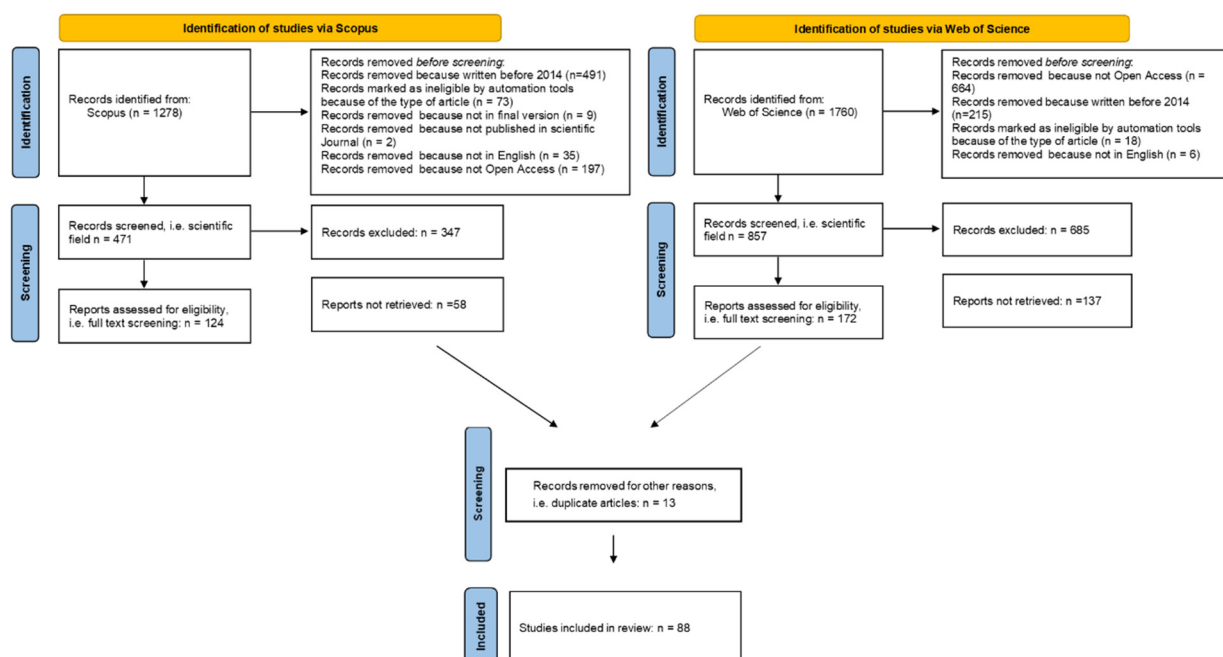 Identification of studies via Scopus
Identification
Records identified from:
Scopus (n = 1278)
Records removed before screening:
Records removed because written before 2014 (n=491)
Records marked as ineligible by automation tools
because of the type of article (n = 73)
Records removed because not in final version (n = 9)
Records removed because not published in scientific
Journal (n = 2)
Records removed because not in English (n = 35)
Records removed because not Open Access (n = 197)
Screening
Records screened, i.e. scientific
field n = 471
Records excluded: n = 347
Reports assessed for eligibility,
i.e. full text screening: n = 124
Reports not retrieved: n =58
Identification of studies via Web of Science
Identification
Records identified from:
Web of Science (n = 1760)
Records removed before screening:
Records removed because not Open Access (n =
664)
Records removed because written before 2014
(n=215)
Records marked as ineligible by automation tools
because of the type of article (n = 18)
Records removed because not in English (n = 6)
Screening
Records screened, i.e. scientific
field n = 857
Records excluded: n = 685
Reports assessed for eligibility,
i.e. full text screening: n = 172
Reports not retrieved: n =137
Screening
Records removed for other reasons,
i.e. duplicate articles: n = 13
Included
Studies included in review: n = 88